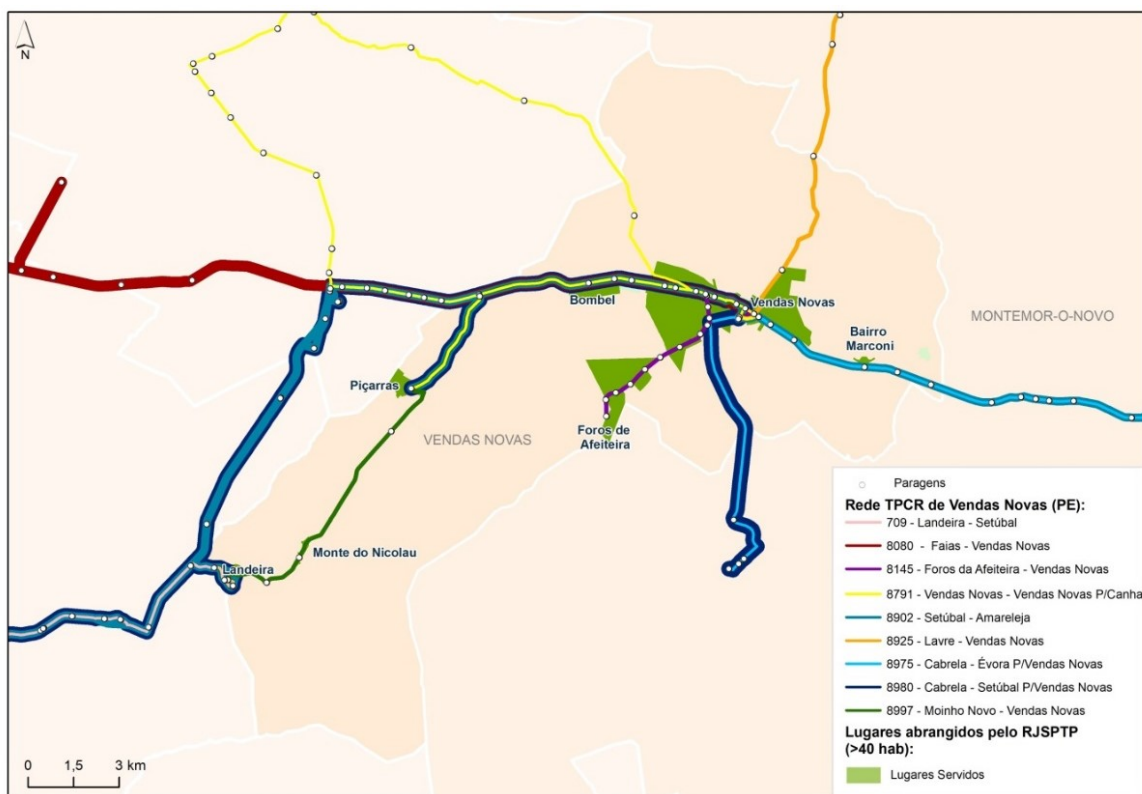 N
Bombel
Vendas Novas
MONTEMOR-O-NOVO
Bairro
Marconi
Piçarras
VENDAS NOVAS
Foros de
Afeiteira
Monte do Nicolau
Landeira
Paragens
Rede TPCR de Vendas Novas (PE):
709 - Landeira - Setúbal
8080 - Faias - Vendas Novas
8145 - Foros da Afeiteira - Vendas Novas
8791 - Vendas Novas - Vendas Novas P/Canha
8902 - Setúbal - Amareleja
8925 - Lavre - Vendas Novas
8975 - Cabrela - Évora P/Vendas Novas
8980 - Cabrela - Setúbal P/Vendas Novas
8997 - Moinho Novo - Vendas Novas
Lugares abrangidos pelo RJSPTP
(>40 hab):
Lugares Servidos
0 1,5 3 km